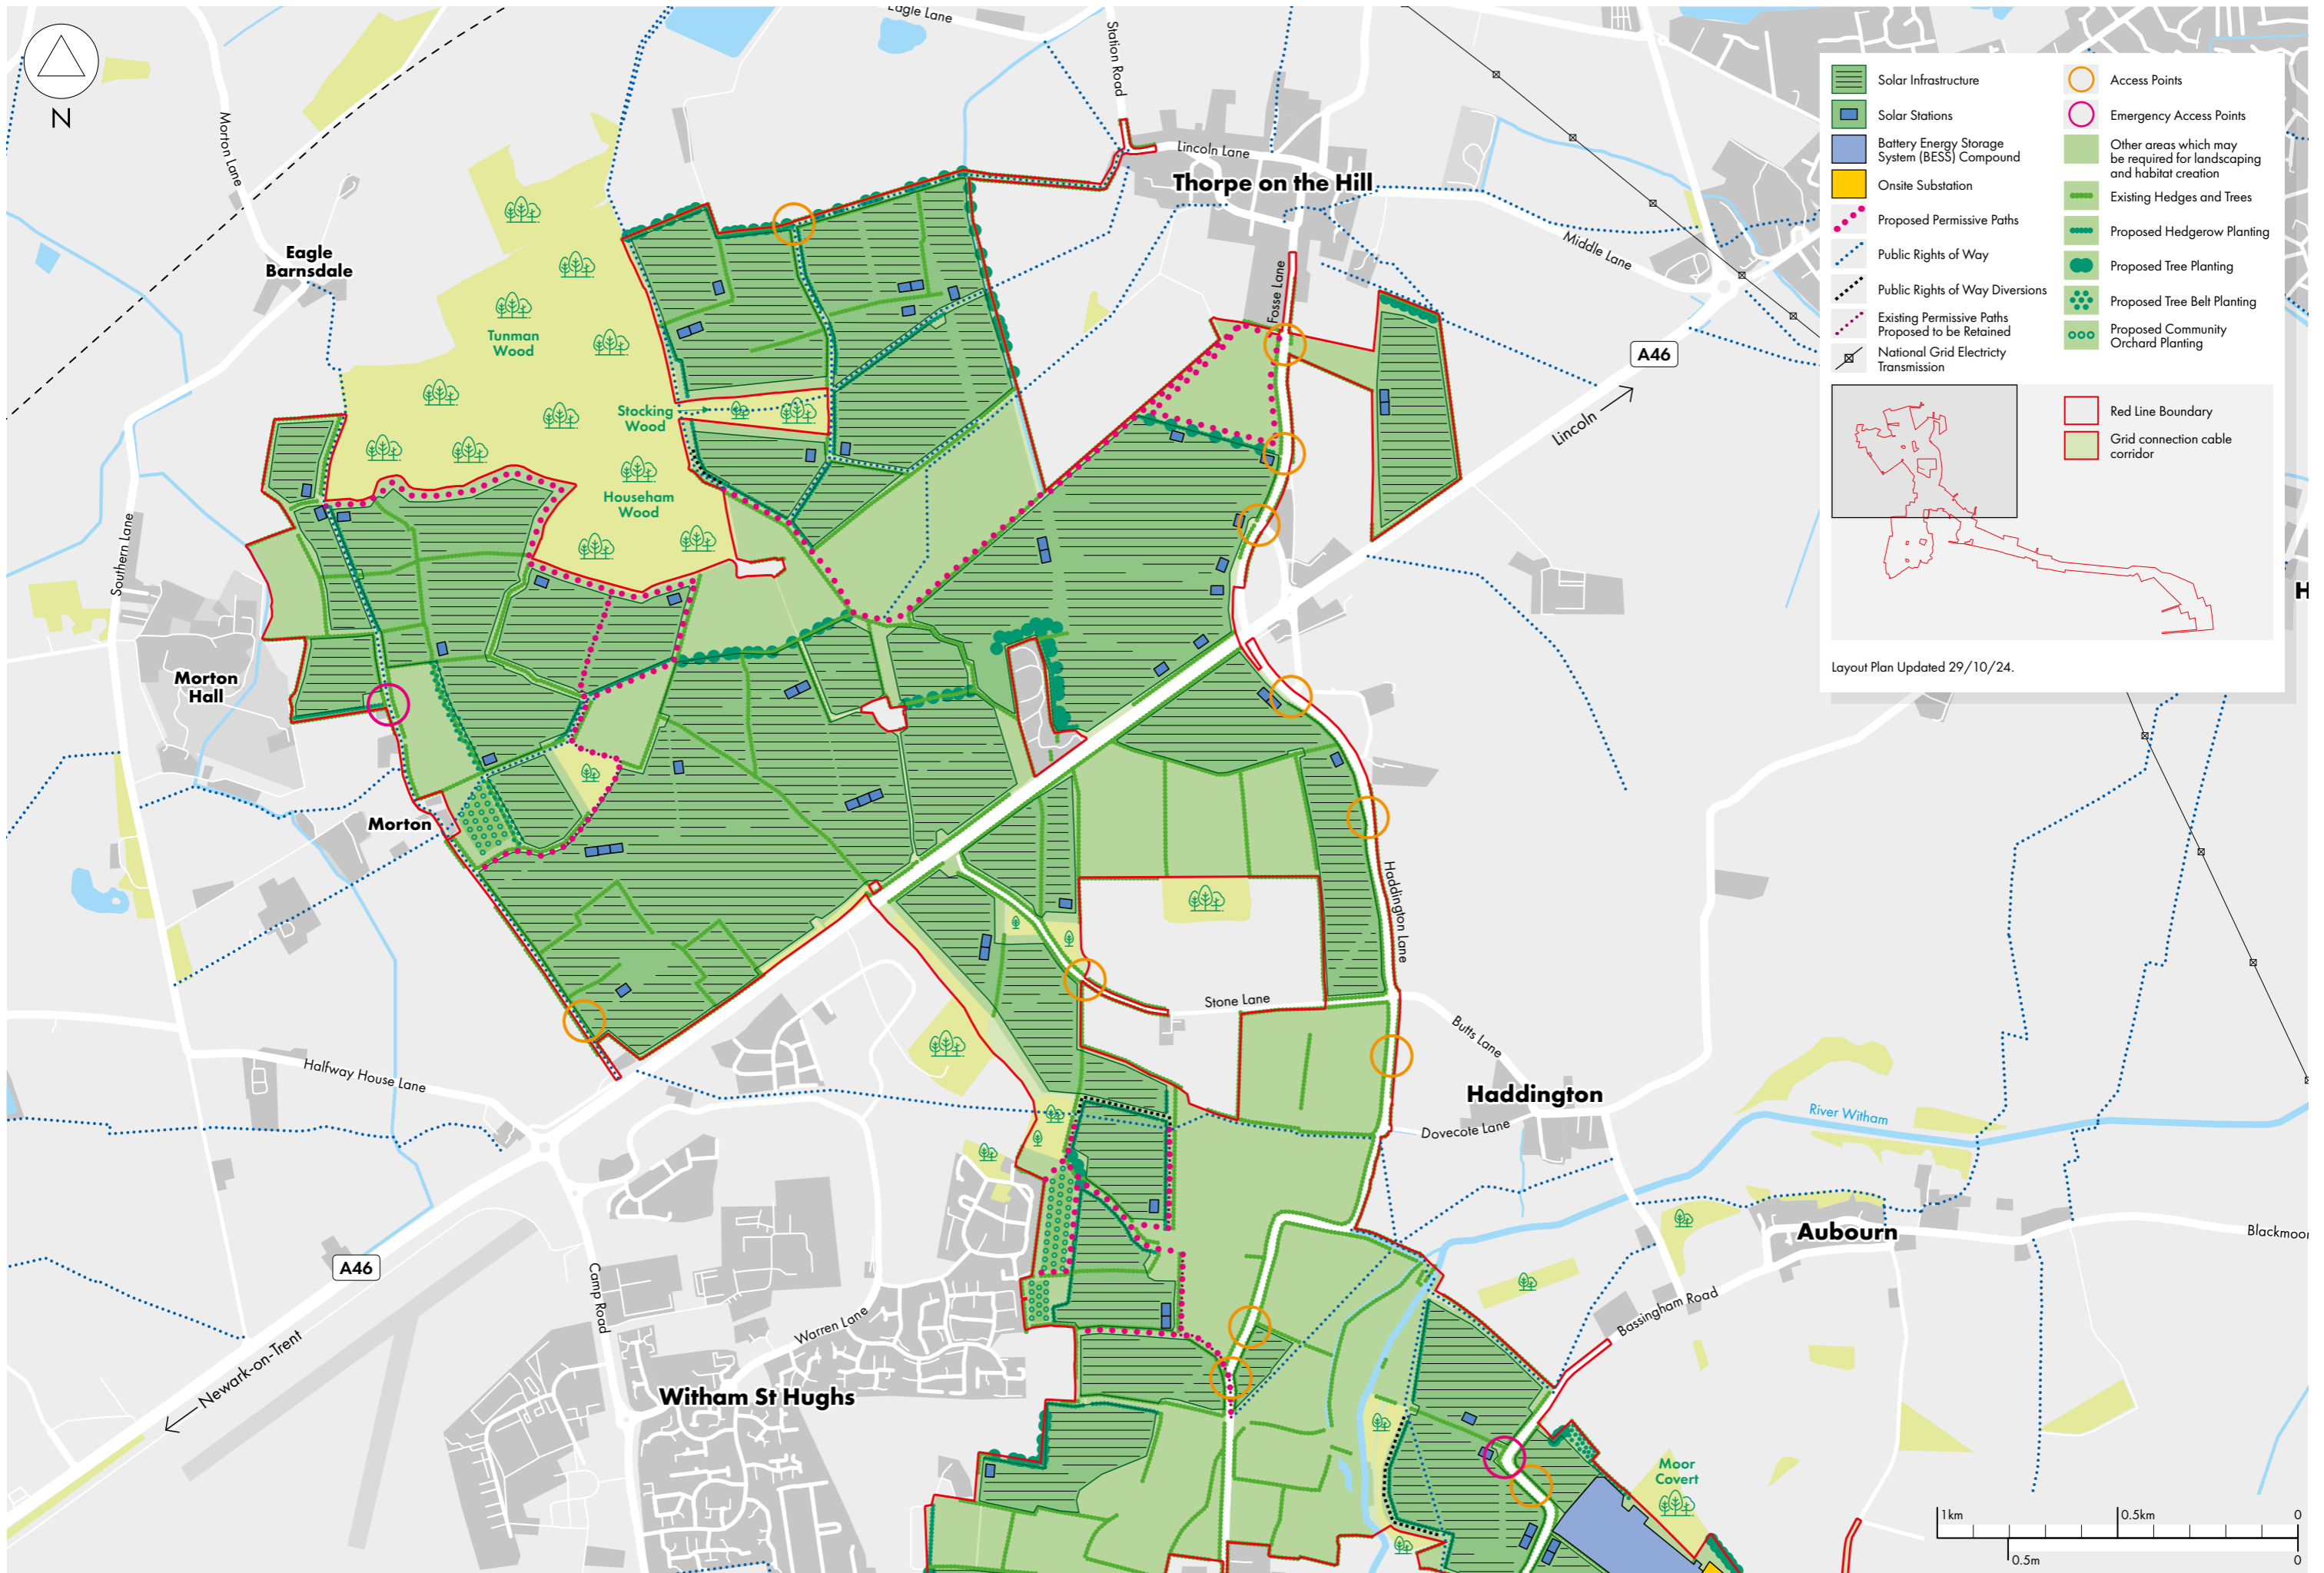 Eagle Lane
Station Road
Morton Lane
N
Lincoln Lane
Thorpe on the Hill
Middle Lane
Eagle
Barnsdale
Tunman
Wood
Fosse Lane
A46
Lincoln
Stocking
Wood
Househam
Wood
Southern Lane
Morton
Hall
Morton
Haddington Lane
Stone Lane
Butts Lane
Halfway House Lane
Haddington
Dovecote Lane
River Witham
Aubourn
Blackmoor
A46
Camp Road
Warren Lane
Bassingham Road
Newark-on-Trent
Witham St Hughs
Moor
Covert
Solar Infrastructure
Solar Stations
Battery Energy Storage
System (BESS) Compound
Onsite Substation
Proposed Permissive Paths
Public Rights of Way
Public Rights of Way Diversions
Existing Permissive Paths
Proposed to be Retained
National Grid Electricty
Transmission
Access Points
Emergency Access Points
Other areas which may
be required for landscaping
and habitat creation
Existing Hedges and Trees
Proposed Hedgerow Planting
Proposed Tree Planting
Proposed Tree Belt Planting
Proposed Community
Orchard Planting
Red Line Boundary
Grid connection cable
corridor
Layout Plan Updated 29/10/24.
H
1km
0.5km
0
0.5m
0